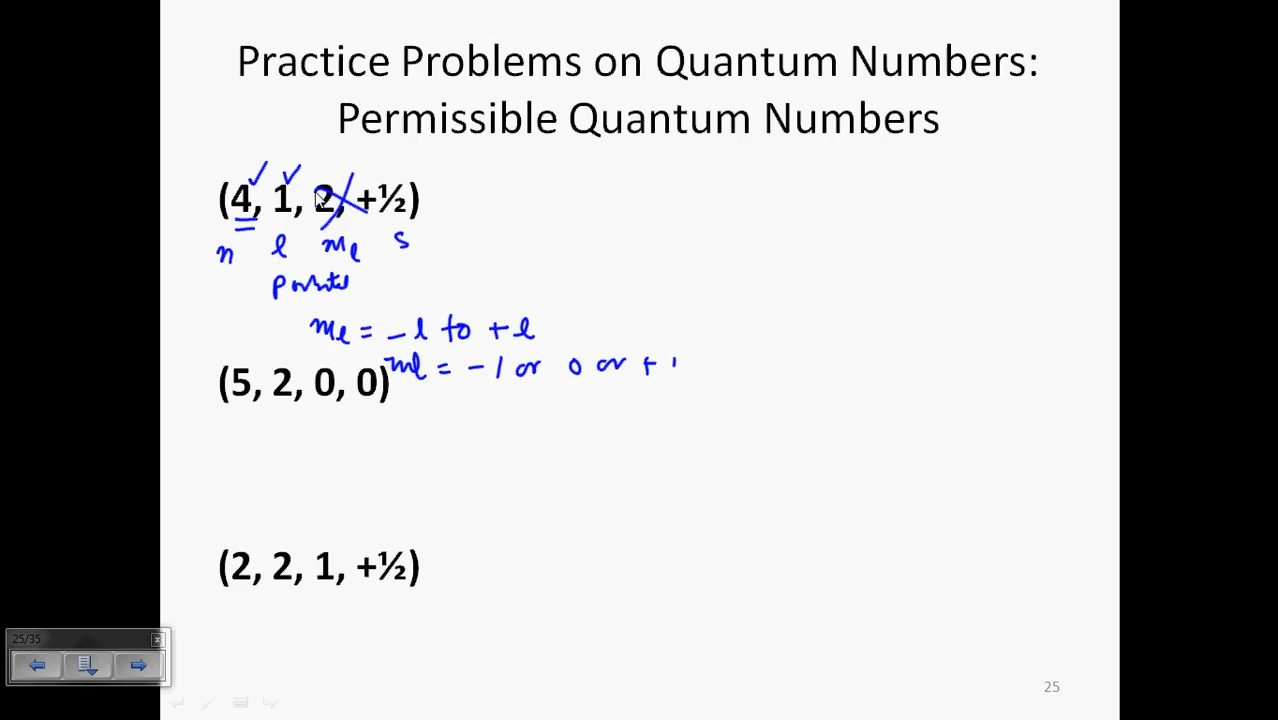 Practice Problems on Quantum Numbers:
Permissible Quantum Numbers
(4, 1, 2, +½)
n l ml s
mℓ = -l to +l
(5, 2, 0, 0)
ml = -1 or 0 or +1
(2, 2, 1, +½)
25/35
25